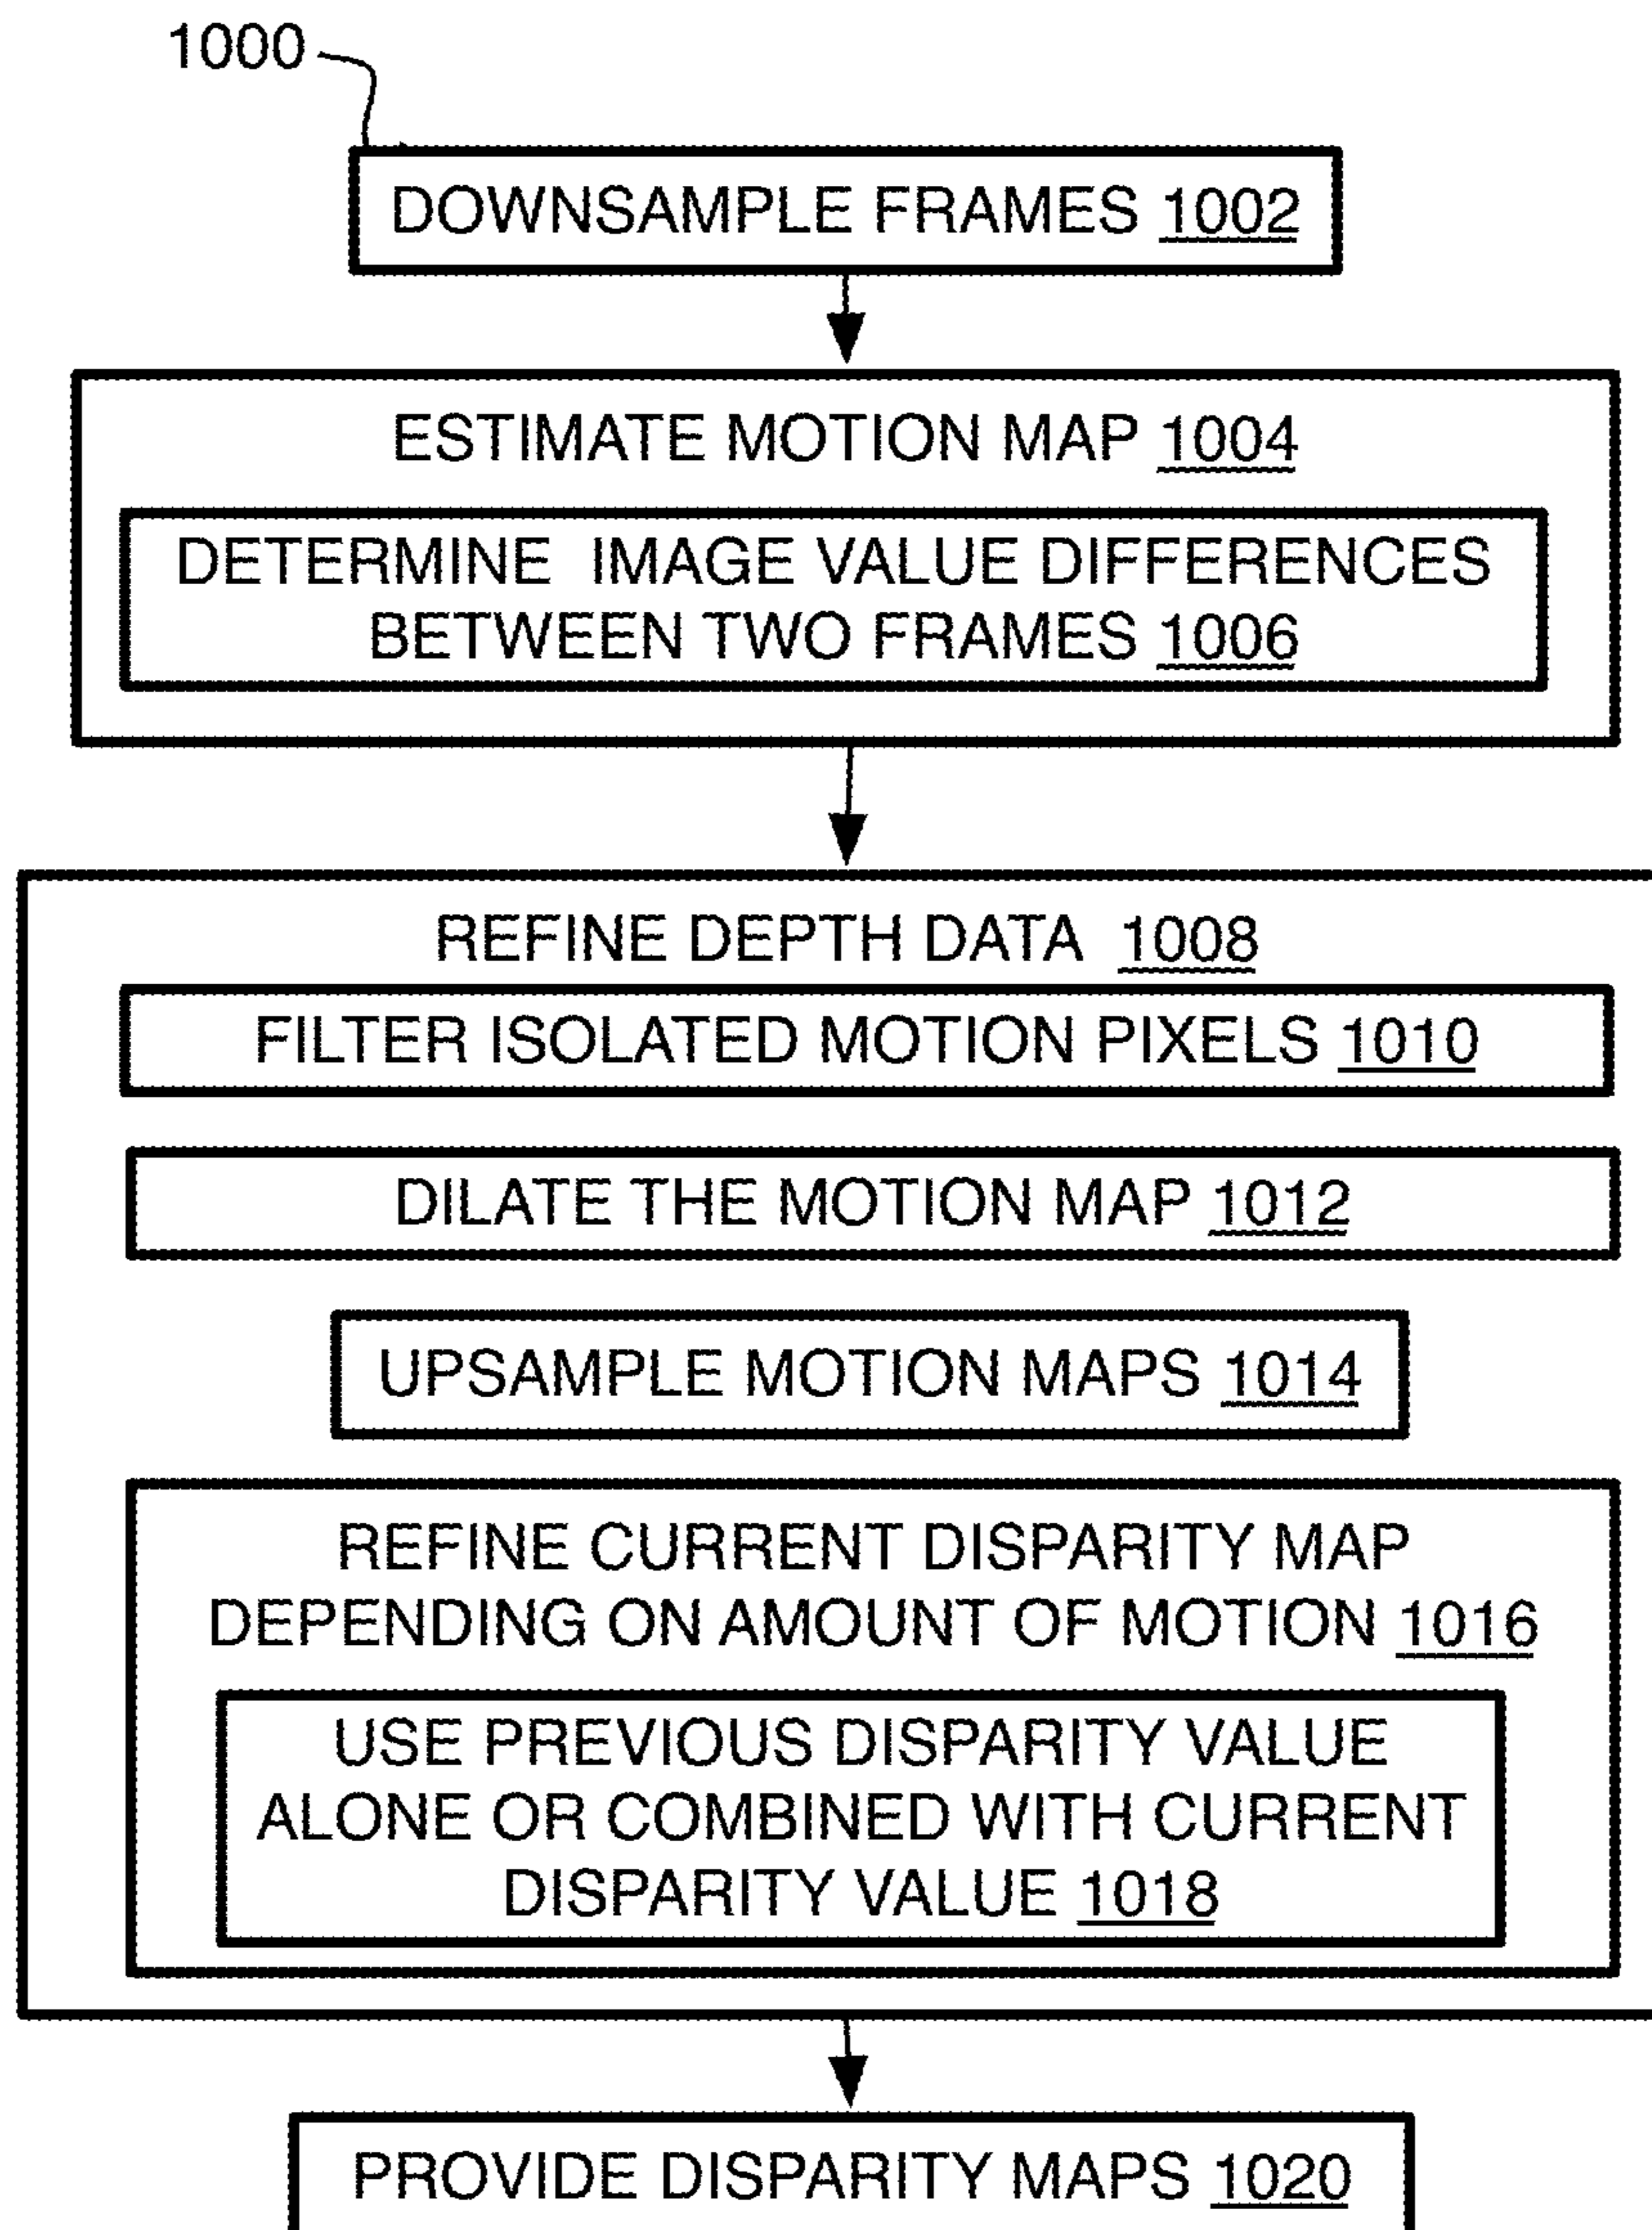 1000
DOWNSAMPLE FRAMES 1002
ESTIMATE MOTION MAP 1004
DETERMINE IMAGE VALUE DIFFERENCES
BETWEEN TWO FRAMES 1006
REFINE DEPTH DATA 1008
FILTER ISOLATED MOTION PIXELS 1010
DILATE THE MOTION MAP 1012
UPSAMPLE MOTION MAPS 1014
REFINE CURRENT DISPARITY MAP
DEPENDING ON AMOUNT OF MOTION 1016
USE PREVIOUS DISPARITY VALUE
ALONE OR COMBINED WITH CURRENT
DISPARITY VALUE 1018
PROVIDE DISPARITY MAPS 1020